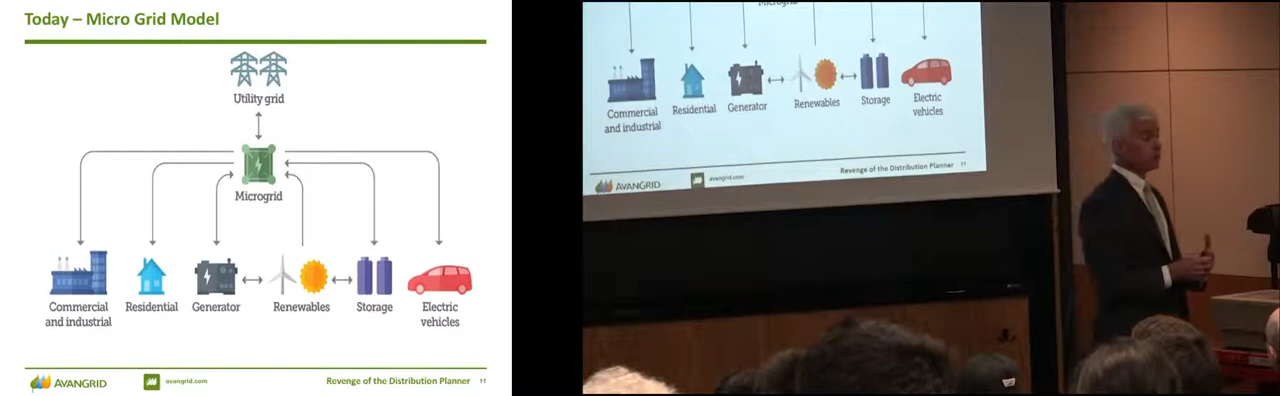 Today – Micro Grid Model
Utility grid
Microgrid
Commercial
and industrial
Residential
Generator
Renewables
Storage
Electric
vehicles
AVANGRID
avangrid.com
Revenge of the Distribution Planner 11
Microgrid
Commercial
and industrial
Residential
Generator
Renewables
Storage
Electric
vehicles
AVANGRID
avangrid.com
Revenge of the Distribution Planner 11